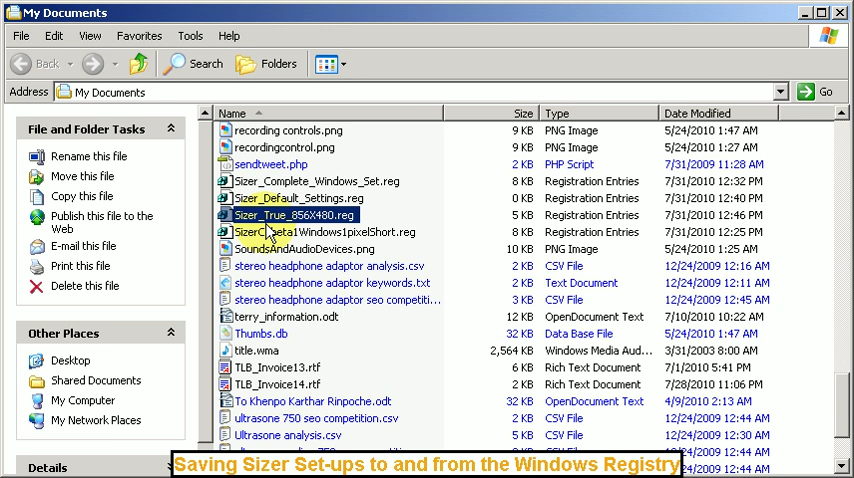 My Documents
File Edit View Favorites Tools Help
Back Search Folders
Address My Documents Go
File and Folder Tasks
Rename this file
Move this file
Copy this file
Publish this file to the
Web
E-mail this file
Print this file
Delete this file
Other Places
Desktop
Shared Documents
My Computer
My Network Places
Details
Name Size Type Date Modified
recording controls.png 9 KB PNG Image 5/24/2010 1:47 AM
recordingcontrol.png 9 KB PNG Image 5/24/2010 1:27 AM
sendtweet.php 2 KB PHP Script 7/31/2009 11:28 AM
Sizer_Complete_Windows_Set.reg 8 KB Registration Entries 7/31/2010 12:32 PM
Sizer_Default_Settings.reg 0 KB Registration Entries 7/31/2010 12:40 PM
Sizer_True_856X480.reg 5 KB Registration Entries 7/31/2010 12:46 PM
1Windows1pixelShort.reg 8 KB Registration Entries 7/31/2010 12:02 PM
SoundsAndAudioDevices.png 10 KB PNG Image 5/24/2010 1:25 AM
stereo headphone adaptor analysis.csv 2 KB CSV File 12/24/2009 12:16 AM
stereo headphone adaptor keywords.txt 2 KB Text Document 12/24/2009 12:11 AM
stereo headphone adaptor seo competiti... 3 KB CSV File 12/24/2009 12:45 AM
terry_information.odt 12 KB OpenDocument Text 7/10/2010 10:22 AM
Thumbs.db 32 KB Data Base File 5/24/2010 1:47 AM
title.wma 2,564 KB Windows Media Aud... 3/31/2003 8:00 AM
TLB_Invoice13.rtf 6 KB Rich Text Document 7/1/2010 5:41 PM
TLB_Invoice14.rtf 6 KB Rich Text Document 7/28/2010 11:06 PM
To Khenpo Karthar Rinpoche.odt 32 KB OpenDocument Text 4/9/2010 2:13 AM
ultrasone 750 seo competition.csv 2 KB CSV File 12/24/2009 12:44 AM
Ultrasone analysis.csv 5 KB CSV File 12/24/2009 12:30 AM
Saving Sizer Set-ups to and from the Windows Registry